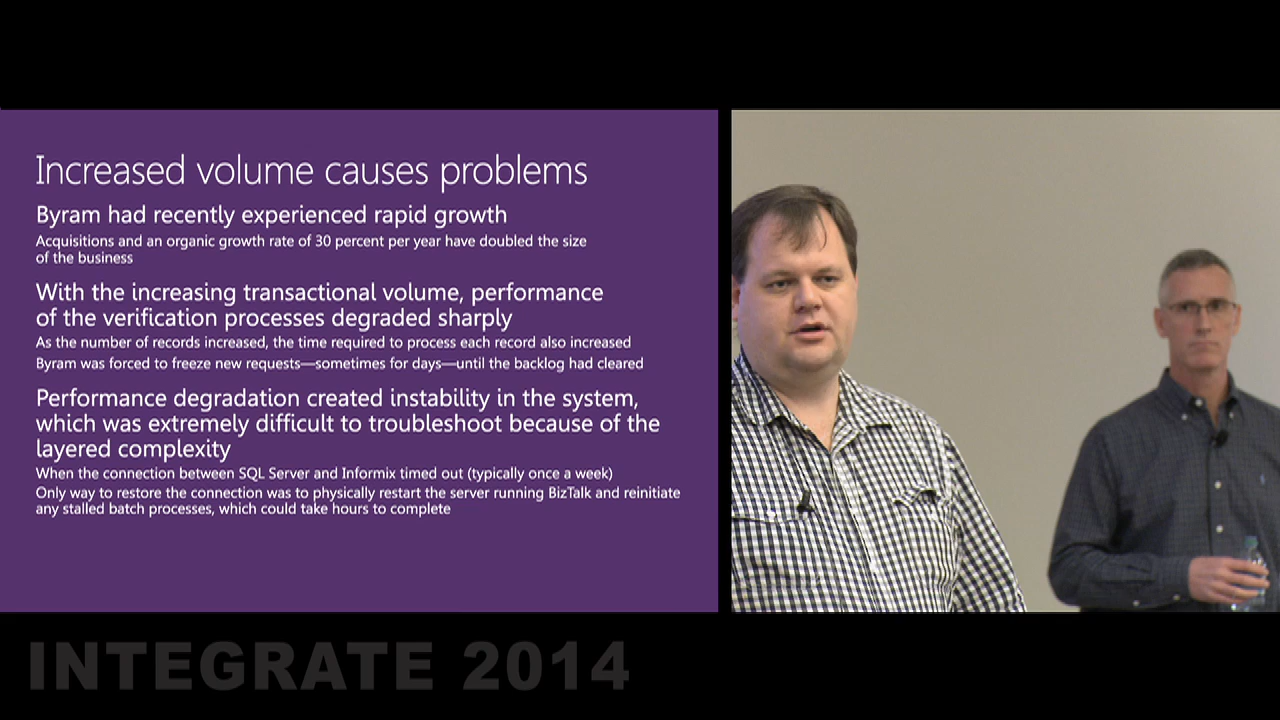 Increased volume causes problems
Byram had recently experienced rapid growth
Acquisitions and an organic growth rate of 30 percent per year have doubled the size
of the business
With the increasing transactional volume, performance
of the verification processes degraded sharply
As the number of records increased, the time required to process each record also increased
Byram was forced to freeze new requests—sometimes for days—until the backlog had cleared
Performance degradation created instability in the system,
which was extremely difficult to troubleshoot because of the
layered complexity
When the connection between SQL Server and Informix timed out (typically once a week)
Only way to restore the connection was to physically restart the server running BizTalk and reinitiate
any stalled batch processes, which could take hours to complete
INTEGRATE 2014